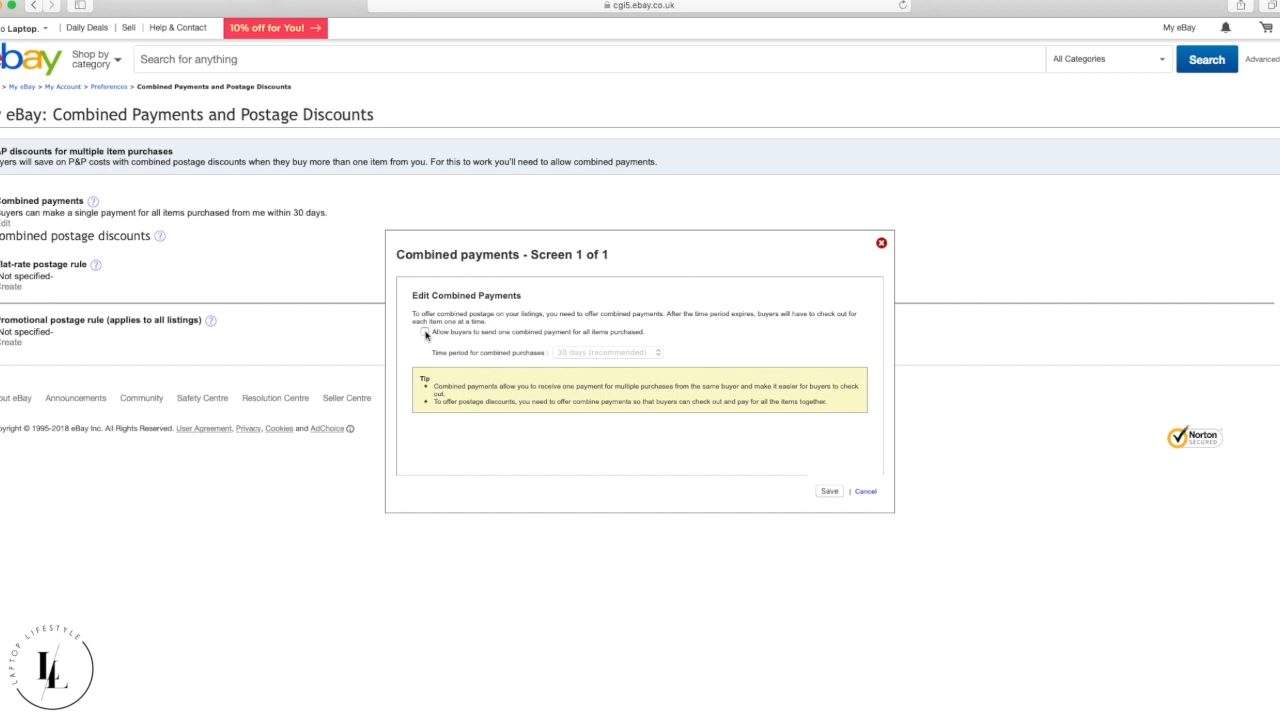 cgi5.ebay.co.uk
o Laptop.
Daily Deals | Sell | Help & Contact
10% off for You! →
My eBay
ebay
Shop by
category
Search for anything
All Categories
Search
Advanced
> My eBay > My Account > Preferences > Combined Payments and Postage Discounts
y eBay: Combined Payments and Postage Discounts
&P discounts for multiple item purchases
uyers will save on P&P costs with combined postage discounts when they buy more than one item from you. For this to work you'll need to allow combined payments.
Combined payments ?
Buyers can make a single payment for all items purchased from me within 30 days.
Edit
ombined postage discounts ?
Flat-rate postage rule ?
-Not specified-
Create
Promotional postage rule (applies to all listings) ?
-Not specified-
Create
Combined payments - Screen 1 of 1
Edit Combined Payments
To offer combined postage on your listings, you need to offer combined payments. After the time period expires, buyers will have to check out for
each item one at a time.
Allow buyers to send one combined payment for all items purchased.
Time period for combined purchases : 30 days (recommended)
Tip
• Combined payments allow you to receive one payment for multiple purchases from the same buyer and make it easier for buyers to check
out.
• To offer postage discounts, you need to offer combine payments so that buyers can check out and pay for all the items together.
Save | Cancel
out eBay Announcements Community Safety Centre Resolution Centre Seller Centre
opyright © 1995-2018 eBay Inc. All Rights Reserved. User Agreement, Privacy, Cookies and AdChoice
Norton
SECURED
LAPTOP LIFESTYLE
LL